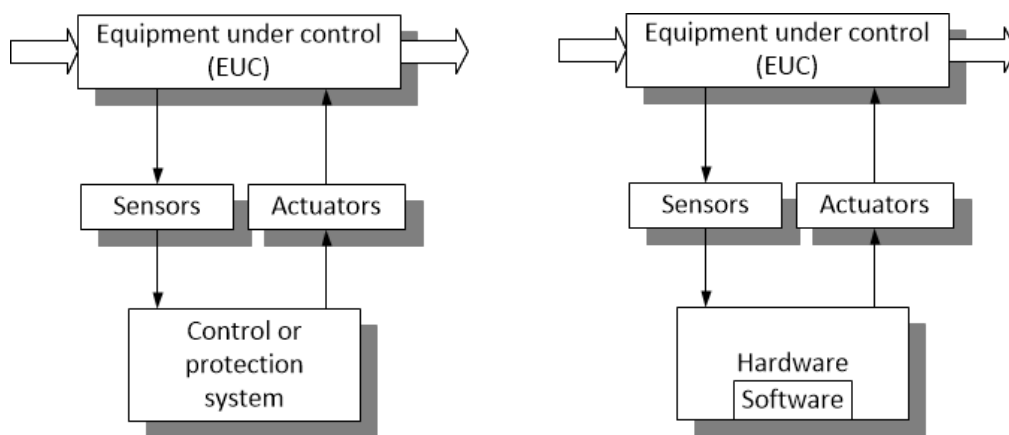 Equipment under control
(EUC)
Sensors
Actuators
Control or
protection
system
Equipment under control
(EUC)
Sensors
Actuators
Hardware
Software